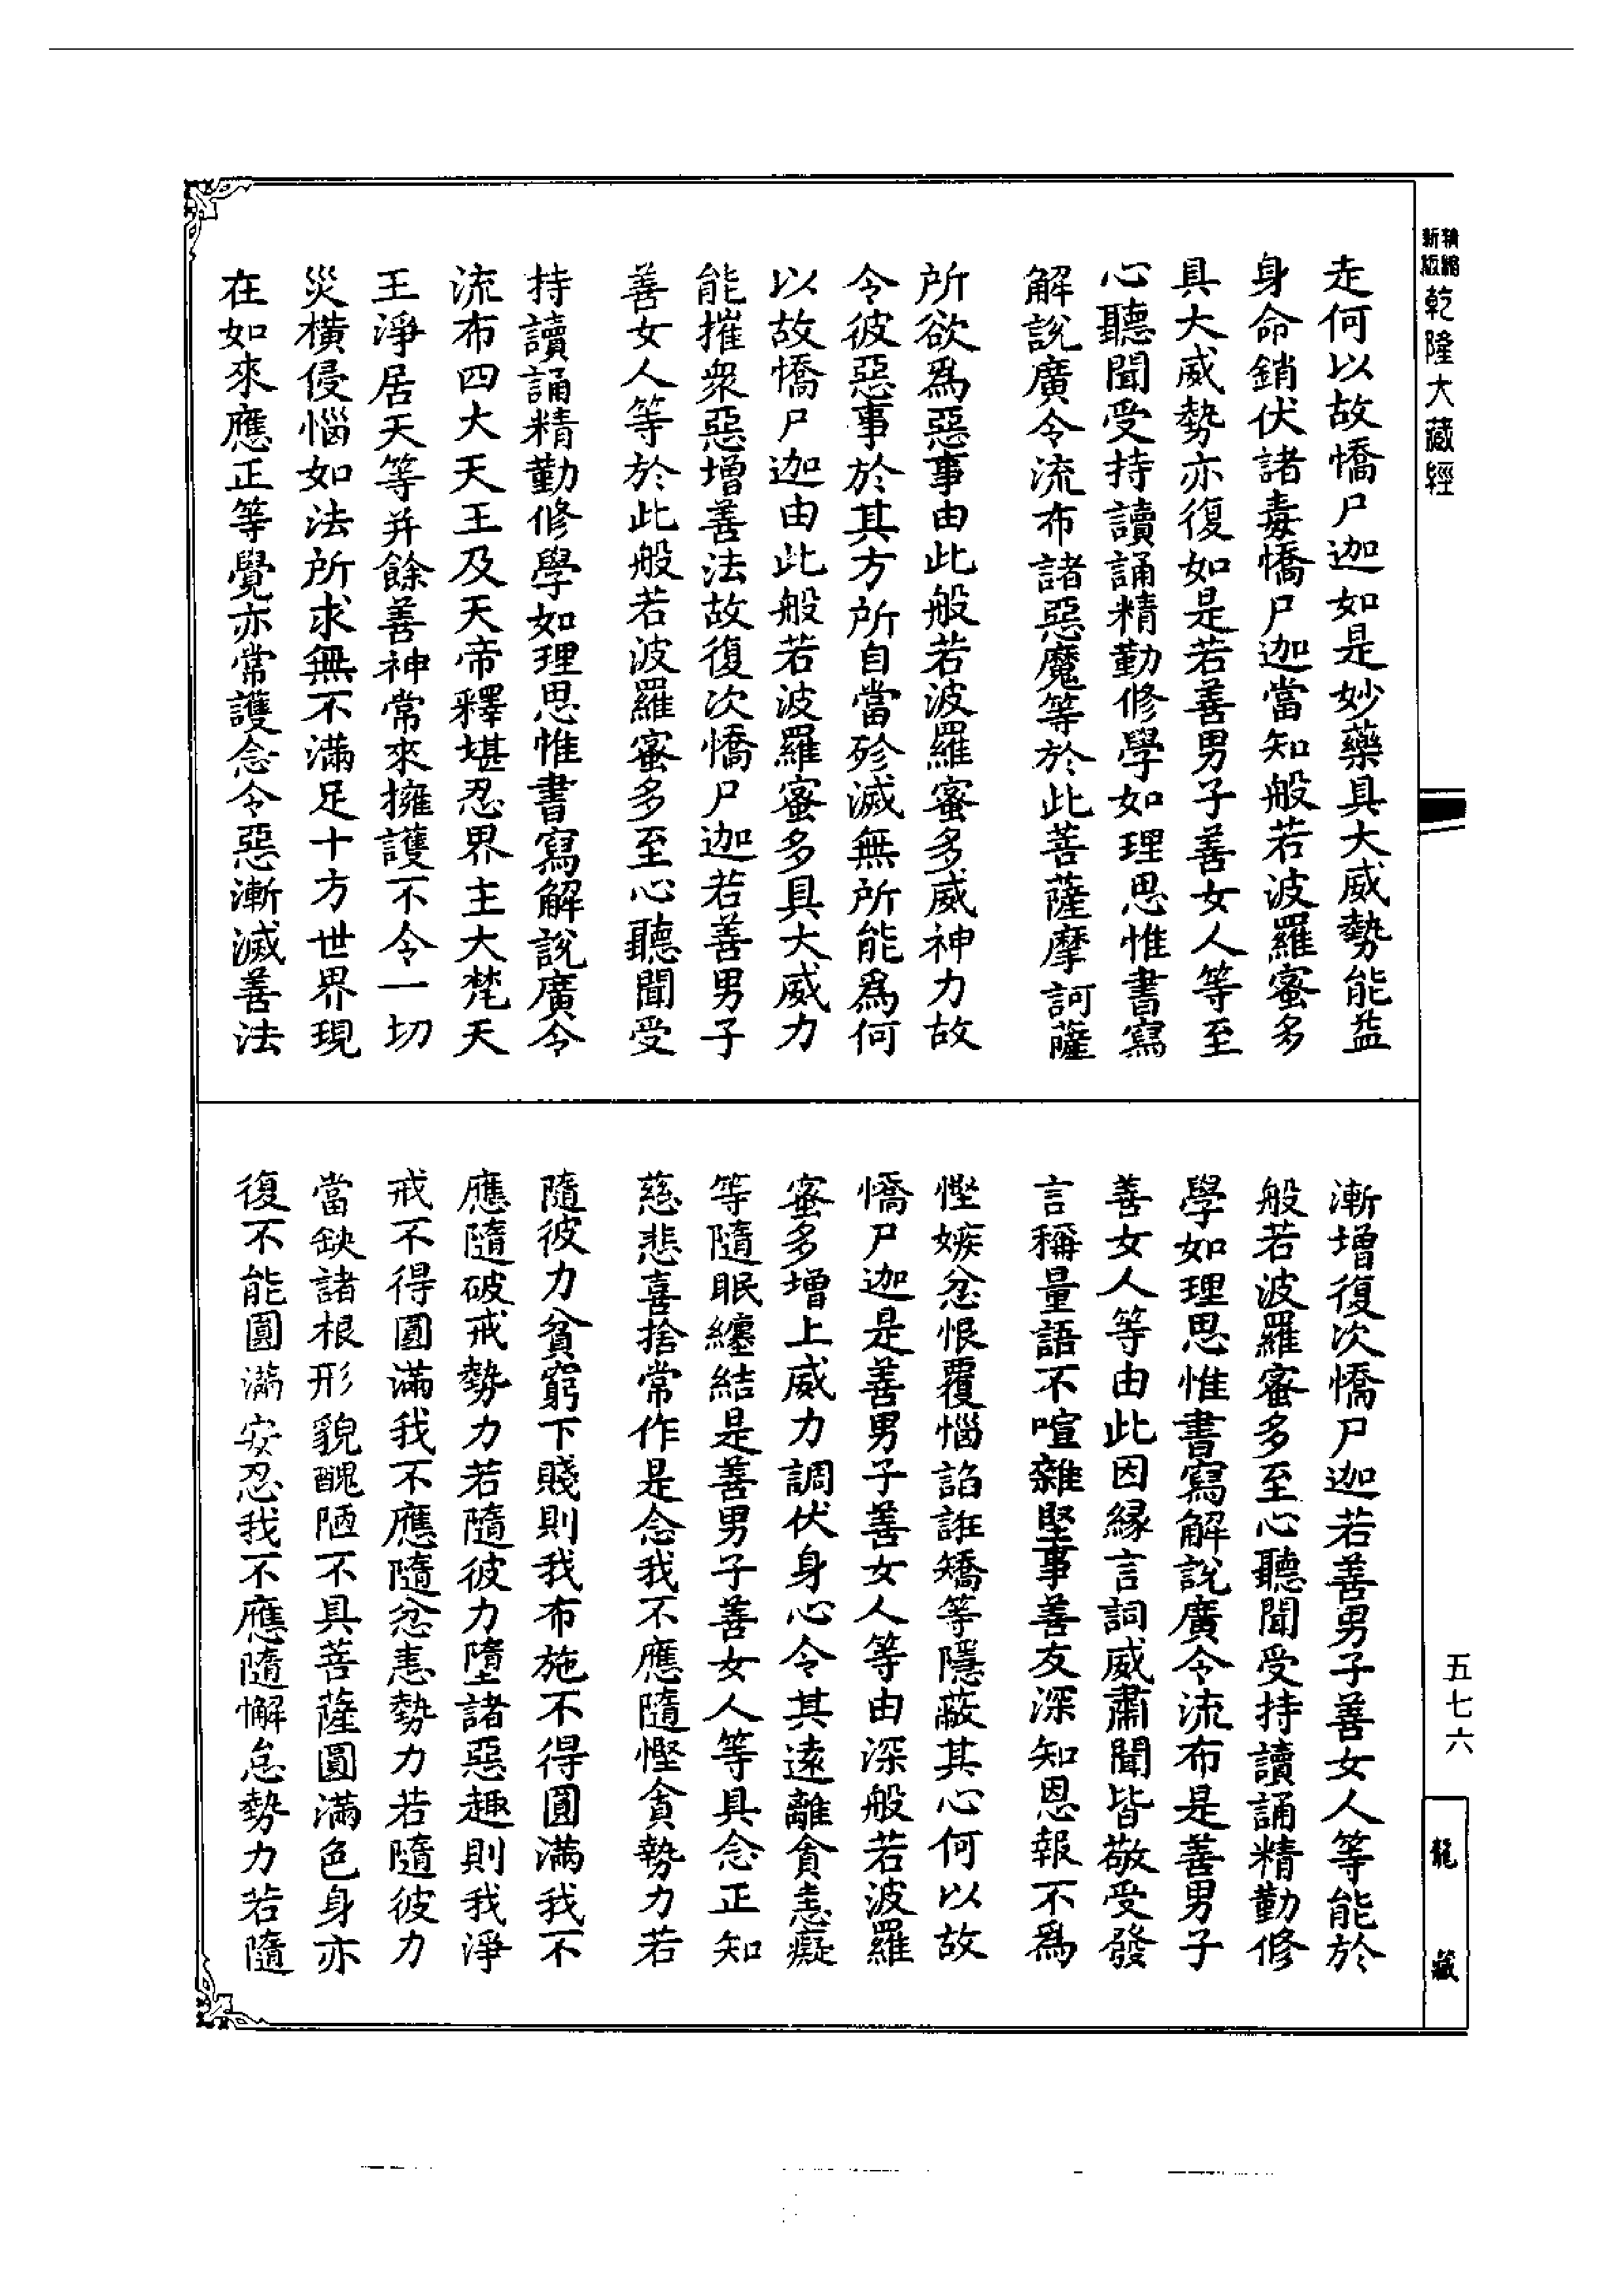 精縮
新版
乾隆大藏經
走何以故憍尸迦如是妙藥具大威勢能益
身命銷伏諸毒憍尸迦當知般若波羅蜜多
具大威勢亦復如是若善男子善女人等至
心聽聞受持讀誦精勤修學如理思惟書寫
解說廣令流布諸惡魔等於此菩薩摩訶薩
所欲爲惡事由此般若波羅蜜多威神力故
令彼惡事於其方所自當殄滅無所能爲何
以故憍尸迦由此般若波羅蜜多具大威力
能摧衆惡增善法故復次憍尸迦若善男子
善女人等於此般若波羅蜜多至心聽聞受
持讀誦精勤修學如理思惟書寫解說廣令
流布四大天王及天帝釋堪忍界主大梵天
王淨居天等并餘善神常來擁護不令一切
災橫侵惱如法所求無不滿足十方世界現
在如來應正等覺亦常護念令惡漸滅善法
漸增復次憍尸迦若善男子善女人等能於
般若波羅蜜多至心聽聞受持讀誦精勤修
學如理思惟書寫解說廣令流布是善男子
善女人等由此因緣言詞威肅聞皆敬受發
言稱量語不喧雜堅事善友深知恩報不爲
慳嫉忿恨覆惱諂誑矯等隱蔽其心何以故
憍尸迦是善男子善女人等由深般若波羅
蜜多增上威力調伏身心令其遠離貪恚癡
等隨眠纏結是善男子善女人等具念正知
慈悲喜捨常作是念我不應隨慳貪勢力若
隨彼力貧窮下賤則我布施不得圓滿我不
應隨破戒勢力若隨彼力墮諸惡趣則我淨
戒不得圓滿我不應隨忿恚勢力若隨彼力
當缺諸根形貌醜陋不具菩薩圓滿色身亦
復不能圓滿安忍我不應隨懈怠勢力若隨
五七六
龍藏